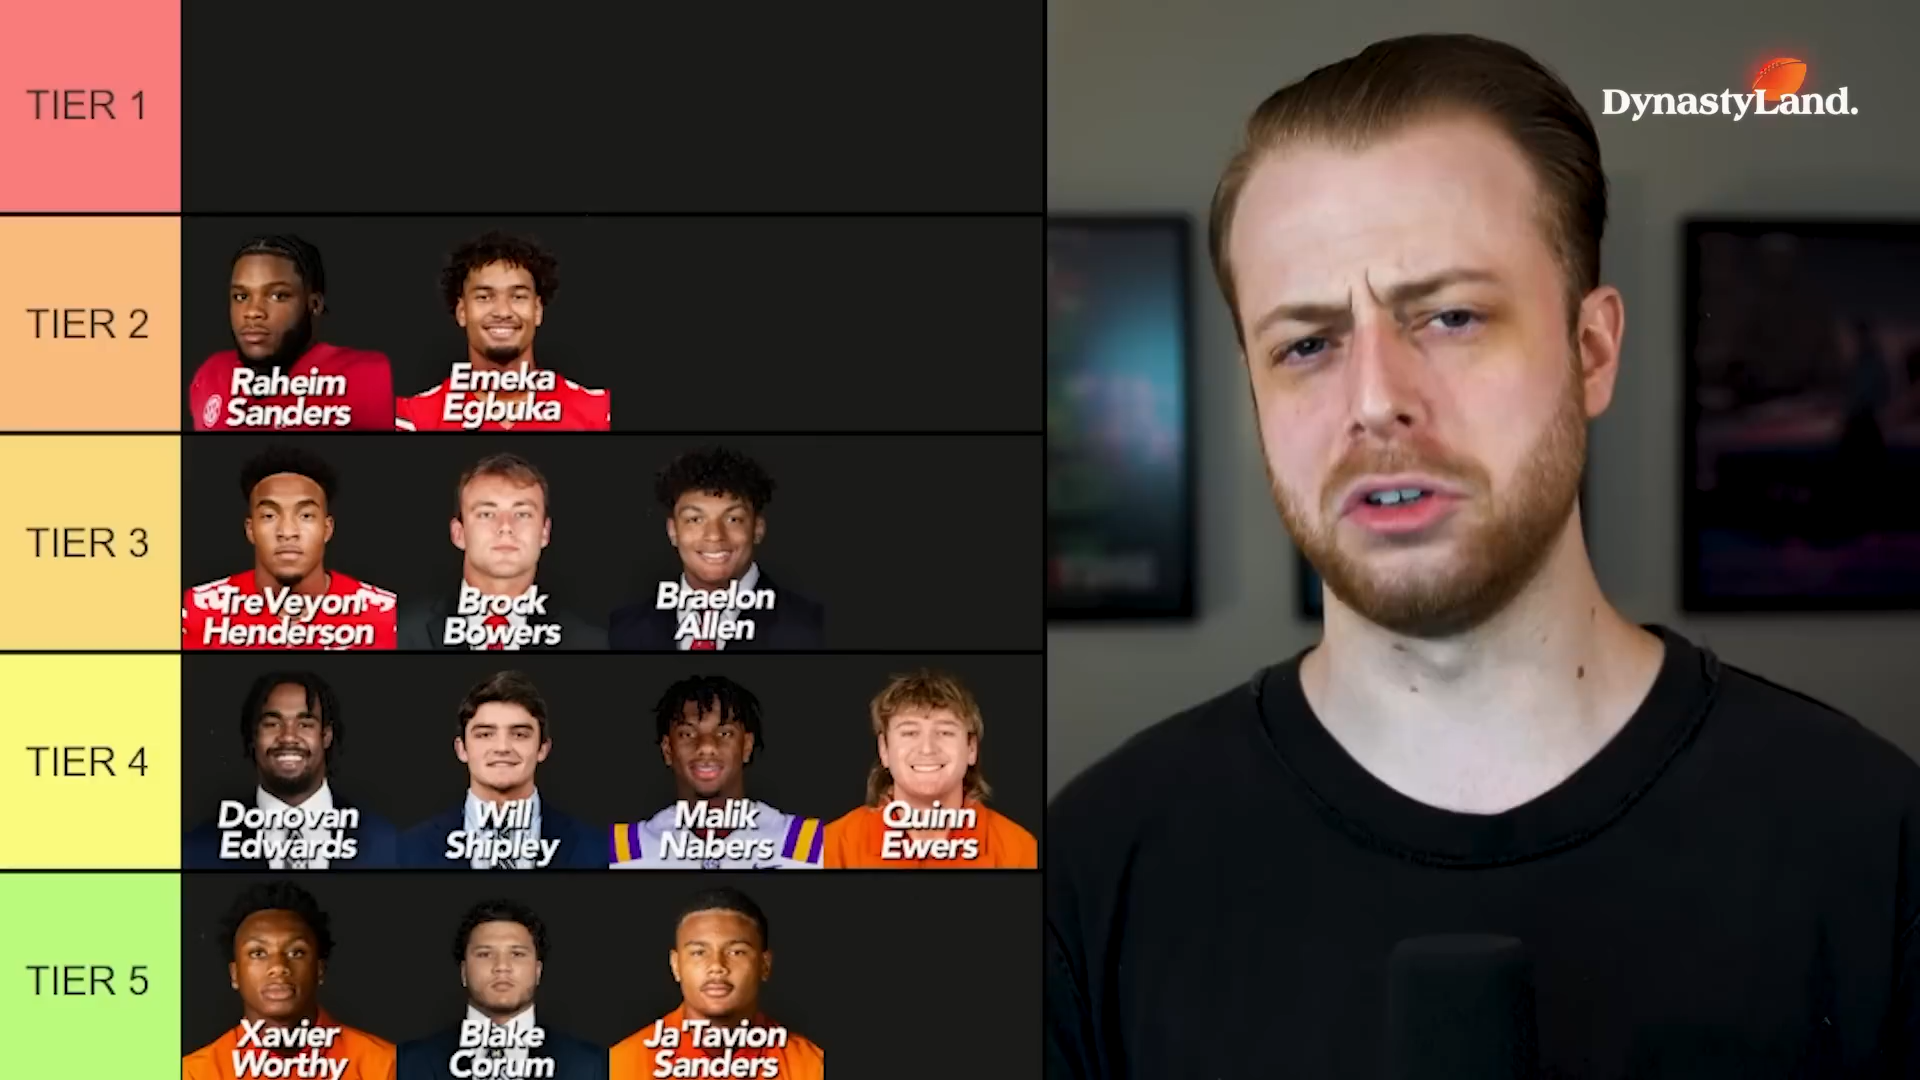 TIER 1
DynastyLand.
TIER 2
Raheim
Sanders
Emeka
Egbuka
TIER 3
TreVeyon
Henderson
Brock
Bowers
Braelon
Allen
TIER 4
Donovan
Edwards
Will
Shipley
Malik
Nabers
Quinn
Ewers
TIER 5
Xavier
Worthy
Blake
Corum
Ja'Tavion
Sanders